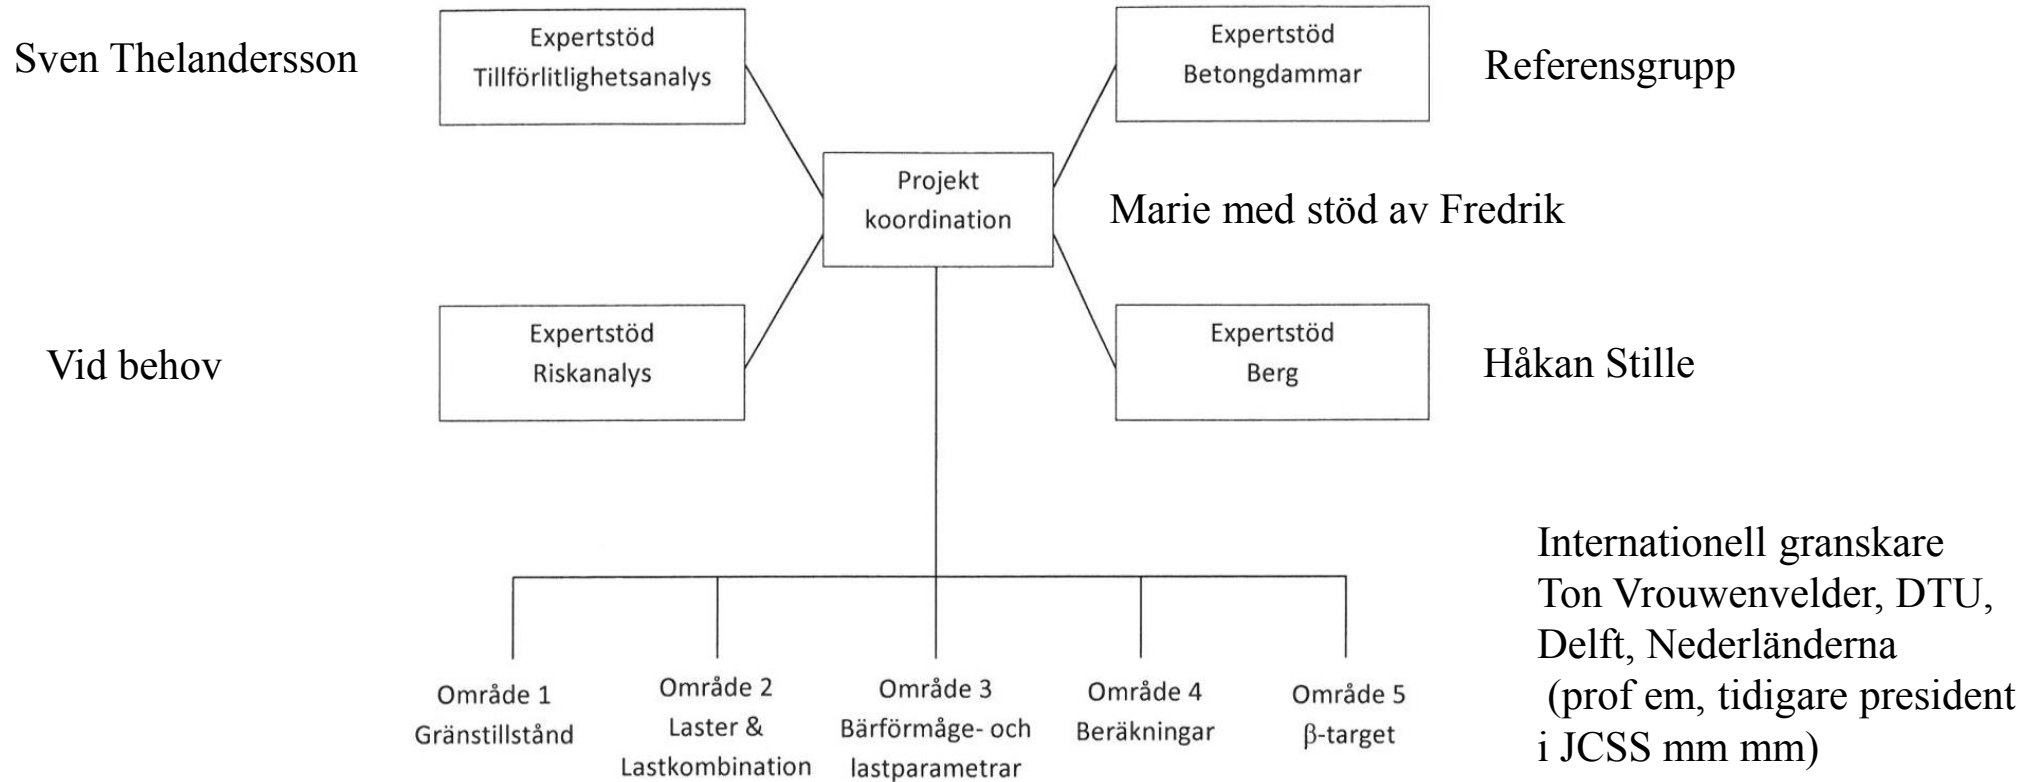 Sven Thelandersson
Expertstöd
Tillförlitlighetsanalys
Expertstöd
Betongdammar
Referensgrupp
Projekt
koordination
Marie med stöd av Fredrik
Vid behov
Expertstöd
Riskanalys
Expertstöd
Berg
Håkan Stille
Område 1
Gränstillstånd
Område 2
Laster &
Lastkombination
Område 3
Bärförmåge- och
lastparametrar
Område 4
Beräkningar
Område 5
β-target
Internationell granskare
Ton Vrouwenvelder, DTU,
Delft, Nederländerna
(prof em, tidigare president
i JCSS mm mm)